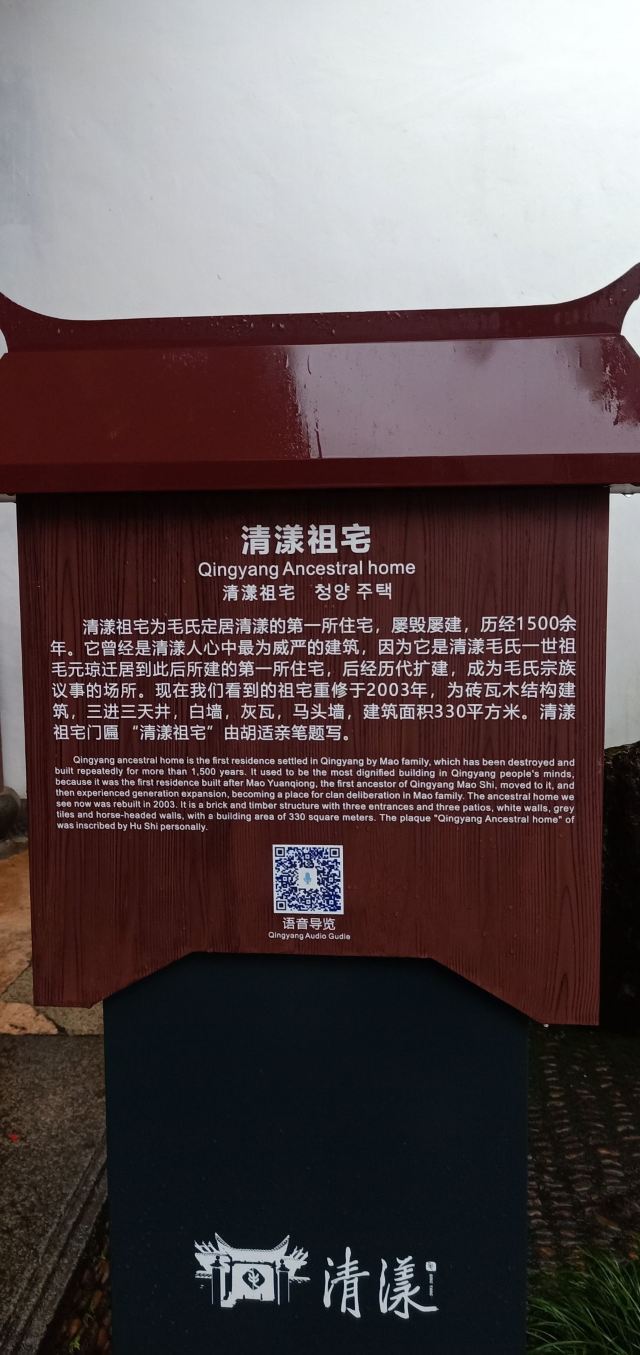 清漾祖宅
Qingyang Ancestral home
清漾祖宅 청양 주택
清漾祖宅为毛氏定居清漾的第一所住宅，屡毁屡建，历经1500余
年。它曾经是清漾人心中最为威严的建筑，因为它是清漾毛氏一世祖
毛元琼迁居到此后所建的第一所住宅，后经历代扩建，成为毛氏宗族
议事的场所。现在我们看到的祖宅重修于2003年，为砖瓦木结构建
筑，三进三天井，白墙，灰瓦，马头墙，建筑面积330平方米。清漾
祖宅门匾“清漾祖宅”由胡适亲笔题写。
Qingyang ancestral home is the first residence settled in Qingyang by Mao family, which has been destroyed and
built repeatedly for more than 1,500 years. It used to be the most dignified building in Qingyang people's minds,
because it was the first residence built after Mao Yuanqiong, the first ancestor of Qingyang Mao Shi, moved to it, and
then experienced generation expansion, becoming a place for clan deliberation in Mao family. The ancestral home we
see now was rebuilt in 2003. It is a brick and timber structure with three entrances and three patios, white walls, grey
tiles and horse-headed walls, with a building area of 330 square meters. The plaque "Qingyang Ancestral home" of
was inscribed by Hu Shi personally.
语音导览
Qingyang Audio Gudie
清漾